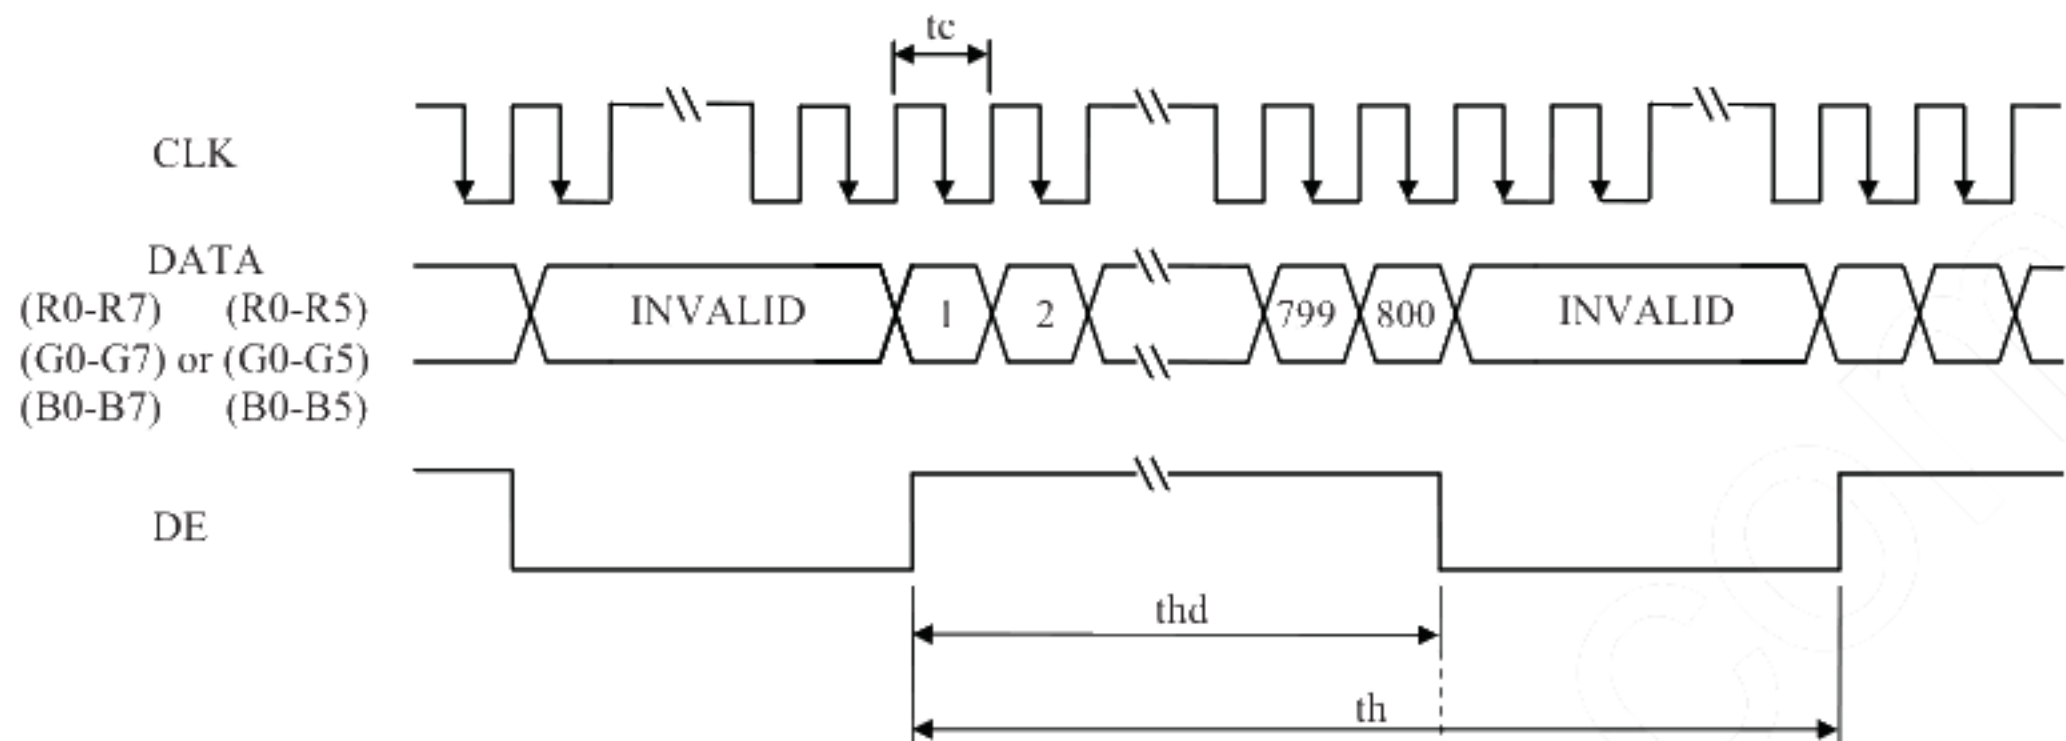 tc
CLK
DATA
(R0-R7) (R0-R5)
(G0-G7) or (G0-G5)
(B0-B7) (B0-B5)
INVALID 1 2 799 800 INVALID
DE
thd
th